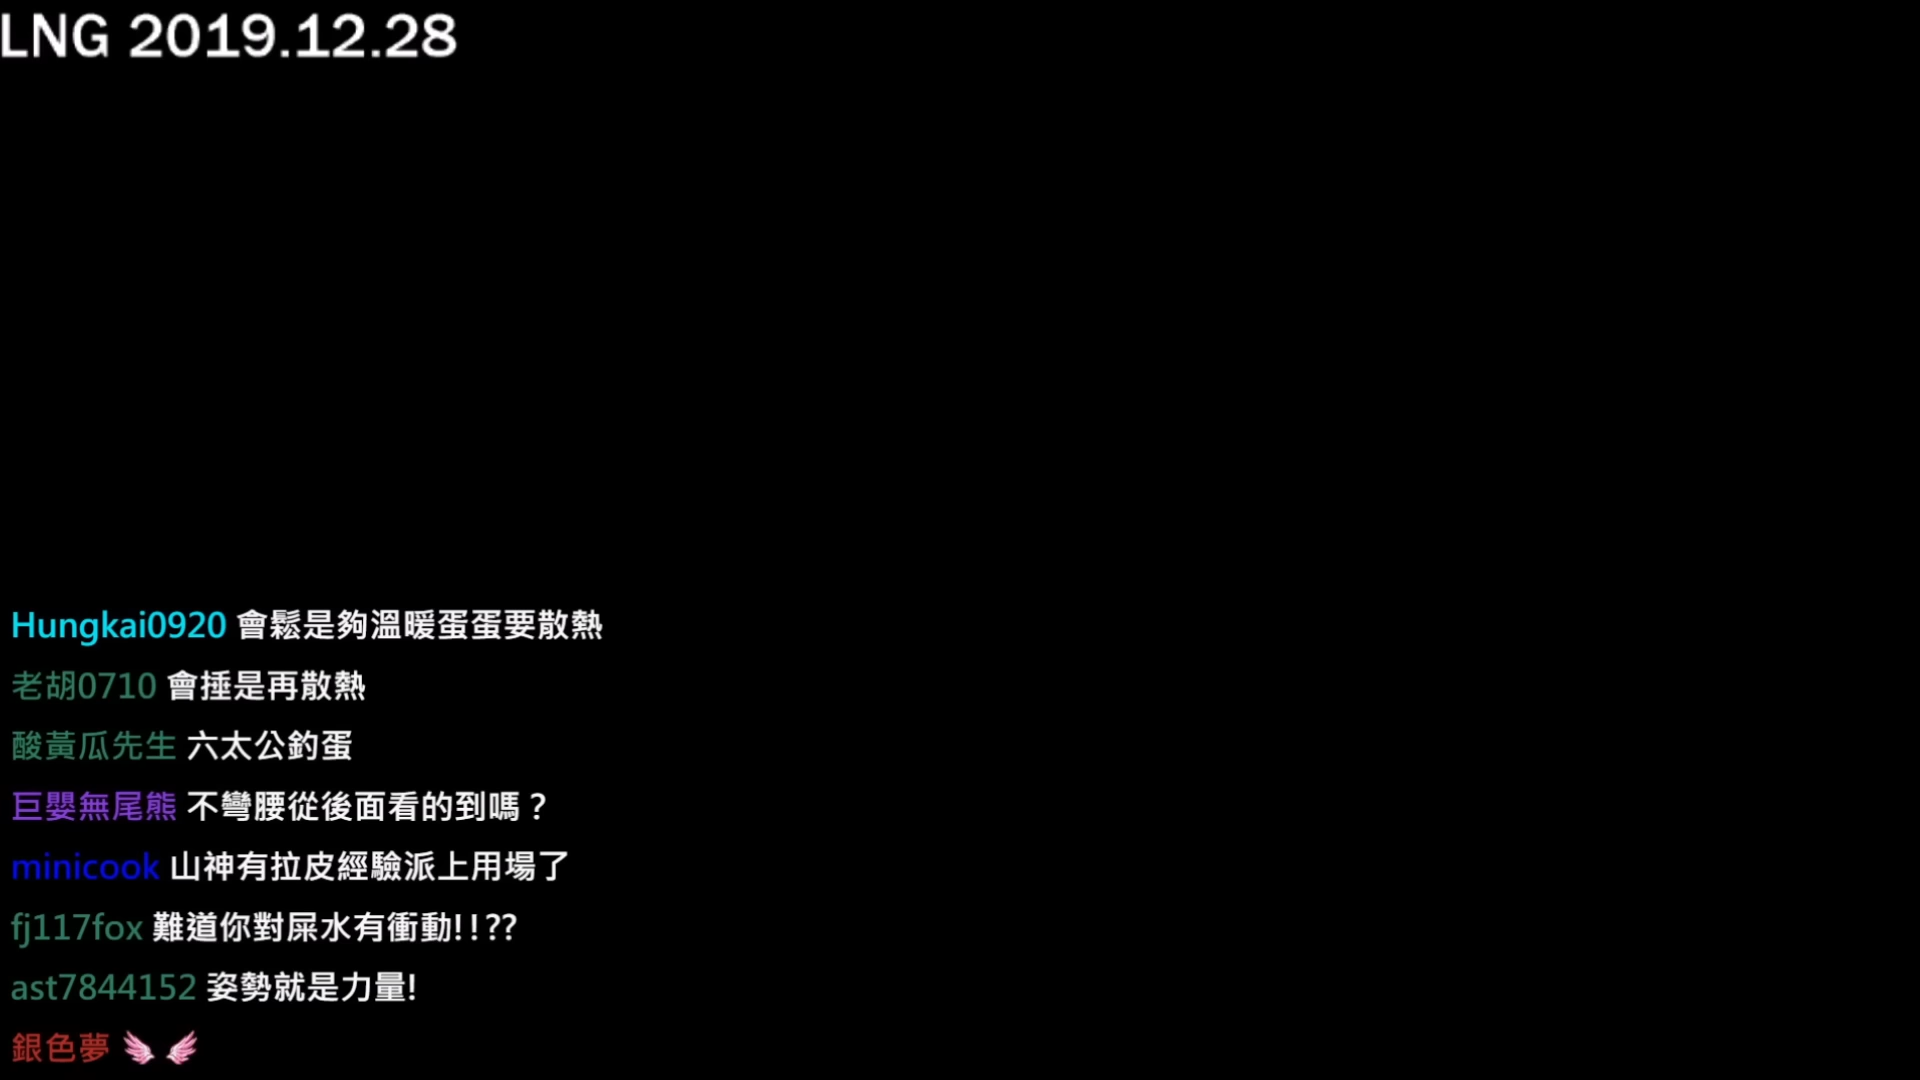 LNG 2019.12.28
Hungkai0920 會鬆是夠溫暖蛋蛋要散熱
老胡0710 會捶是再散熱
酸黃瓜先生 六太公釣蛋
巨嬰無尾熊 不彎腰從後面看的到嗎？
minicook 山神有拉皮經驗派上用場了
fj117fox 難道你對屎水有衝動!!??
ast7844152 姿勢就是力量!
銀色夢